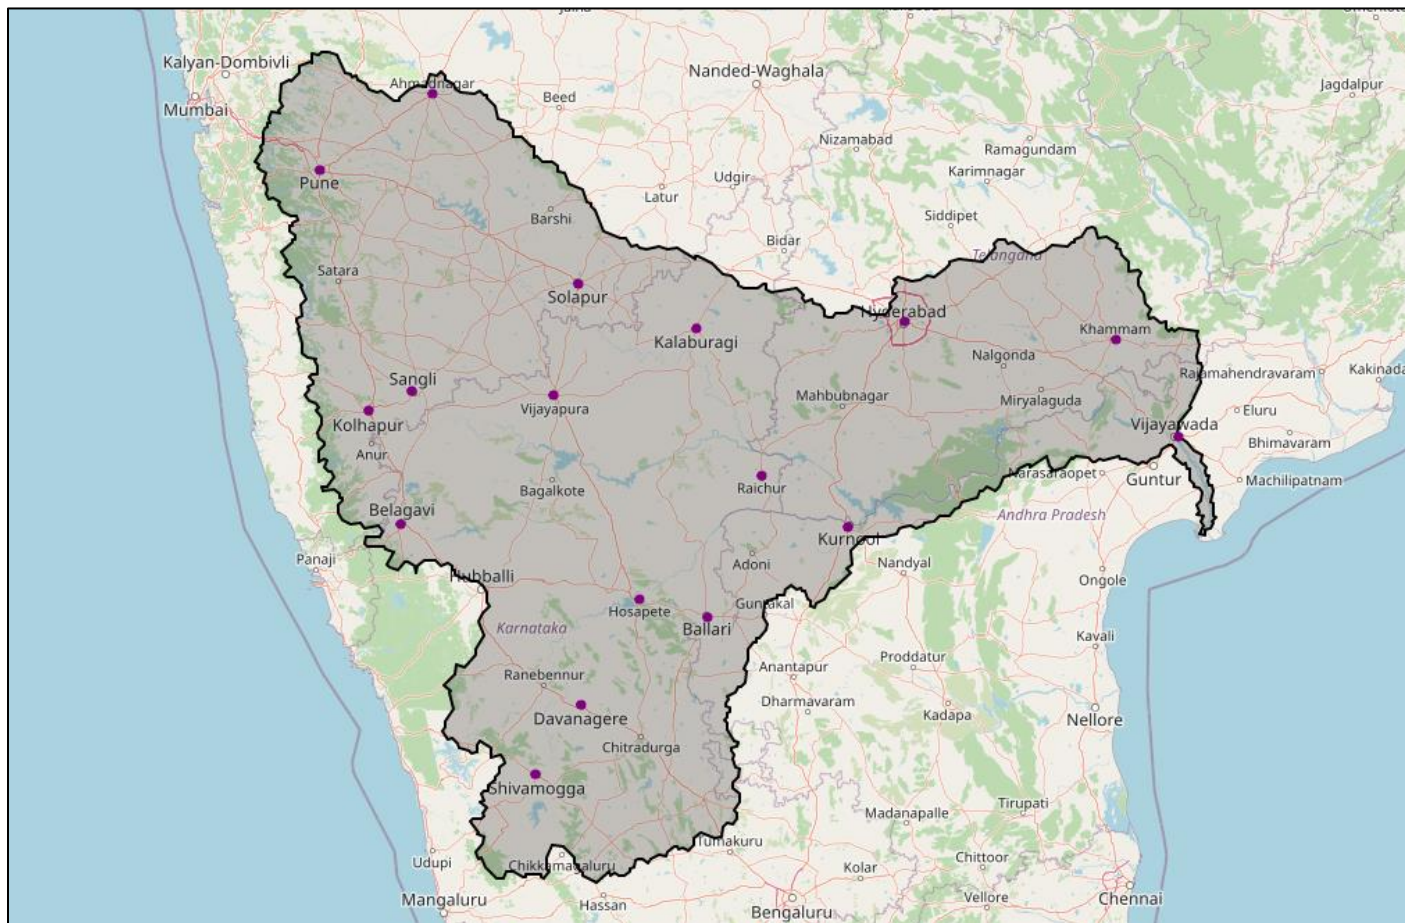 Kalyan-Dombivli
Mumbai
Ahmadnagar
Beed
Nanded-Waghala
Jagdalpur
Nizamabad
Ramagundam
Karimnagar
Pune
Latur
Udgir
Siddipet
Barshi
Bidar
Telangana
Satara
Solapur
Kalaburagi
Hyderabad
Khammam
Nalgonda
Sangli
Rajamahendravaram
Kakinada
Mahbubnagar
Miryalaguda
Kolhapur
Vijayapura
Vijayawada
Eluru
Bhimavaram
Anur
Bagalkote
Raichur
Narasaraopet
Guntur
Machilipatnam
Belagavi
Andhra Pradesh
Kurnool
Panaji
Hubballi
Adoni
Nandyal
Ongole
Hosapete
Guntakal
Karnataka
Ballari
Kavali
Anantapur
Proddatur
Ranebennur
Dharmavaram
Kadapa
Nellore
Davanagere
Chitradurga
Shivamogga
Madanapalle
Tirupati
Udupi
Chikkamagaluru
Tumakuru
Kolar
Chittoor
Mangaluru
Hassan
Bengaluru
Vellore
Chennai